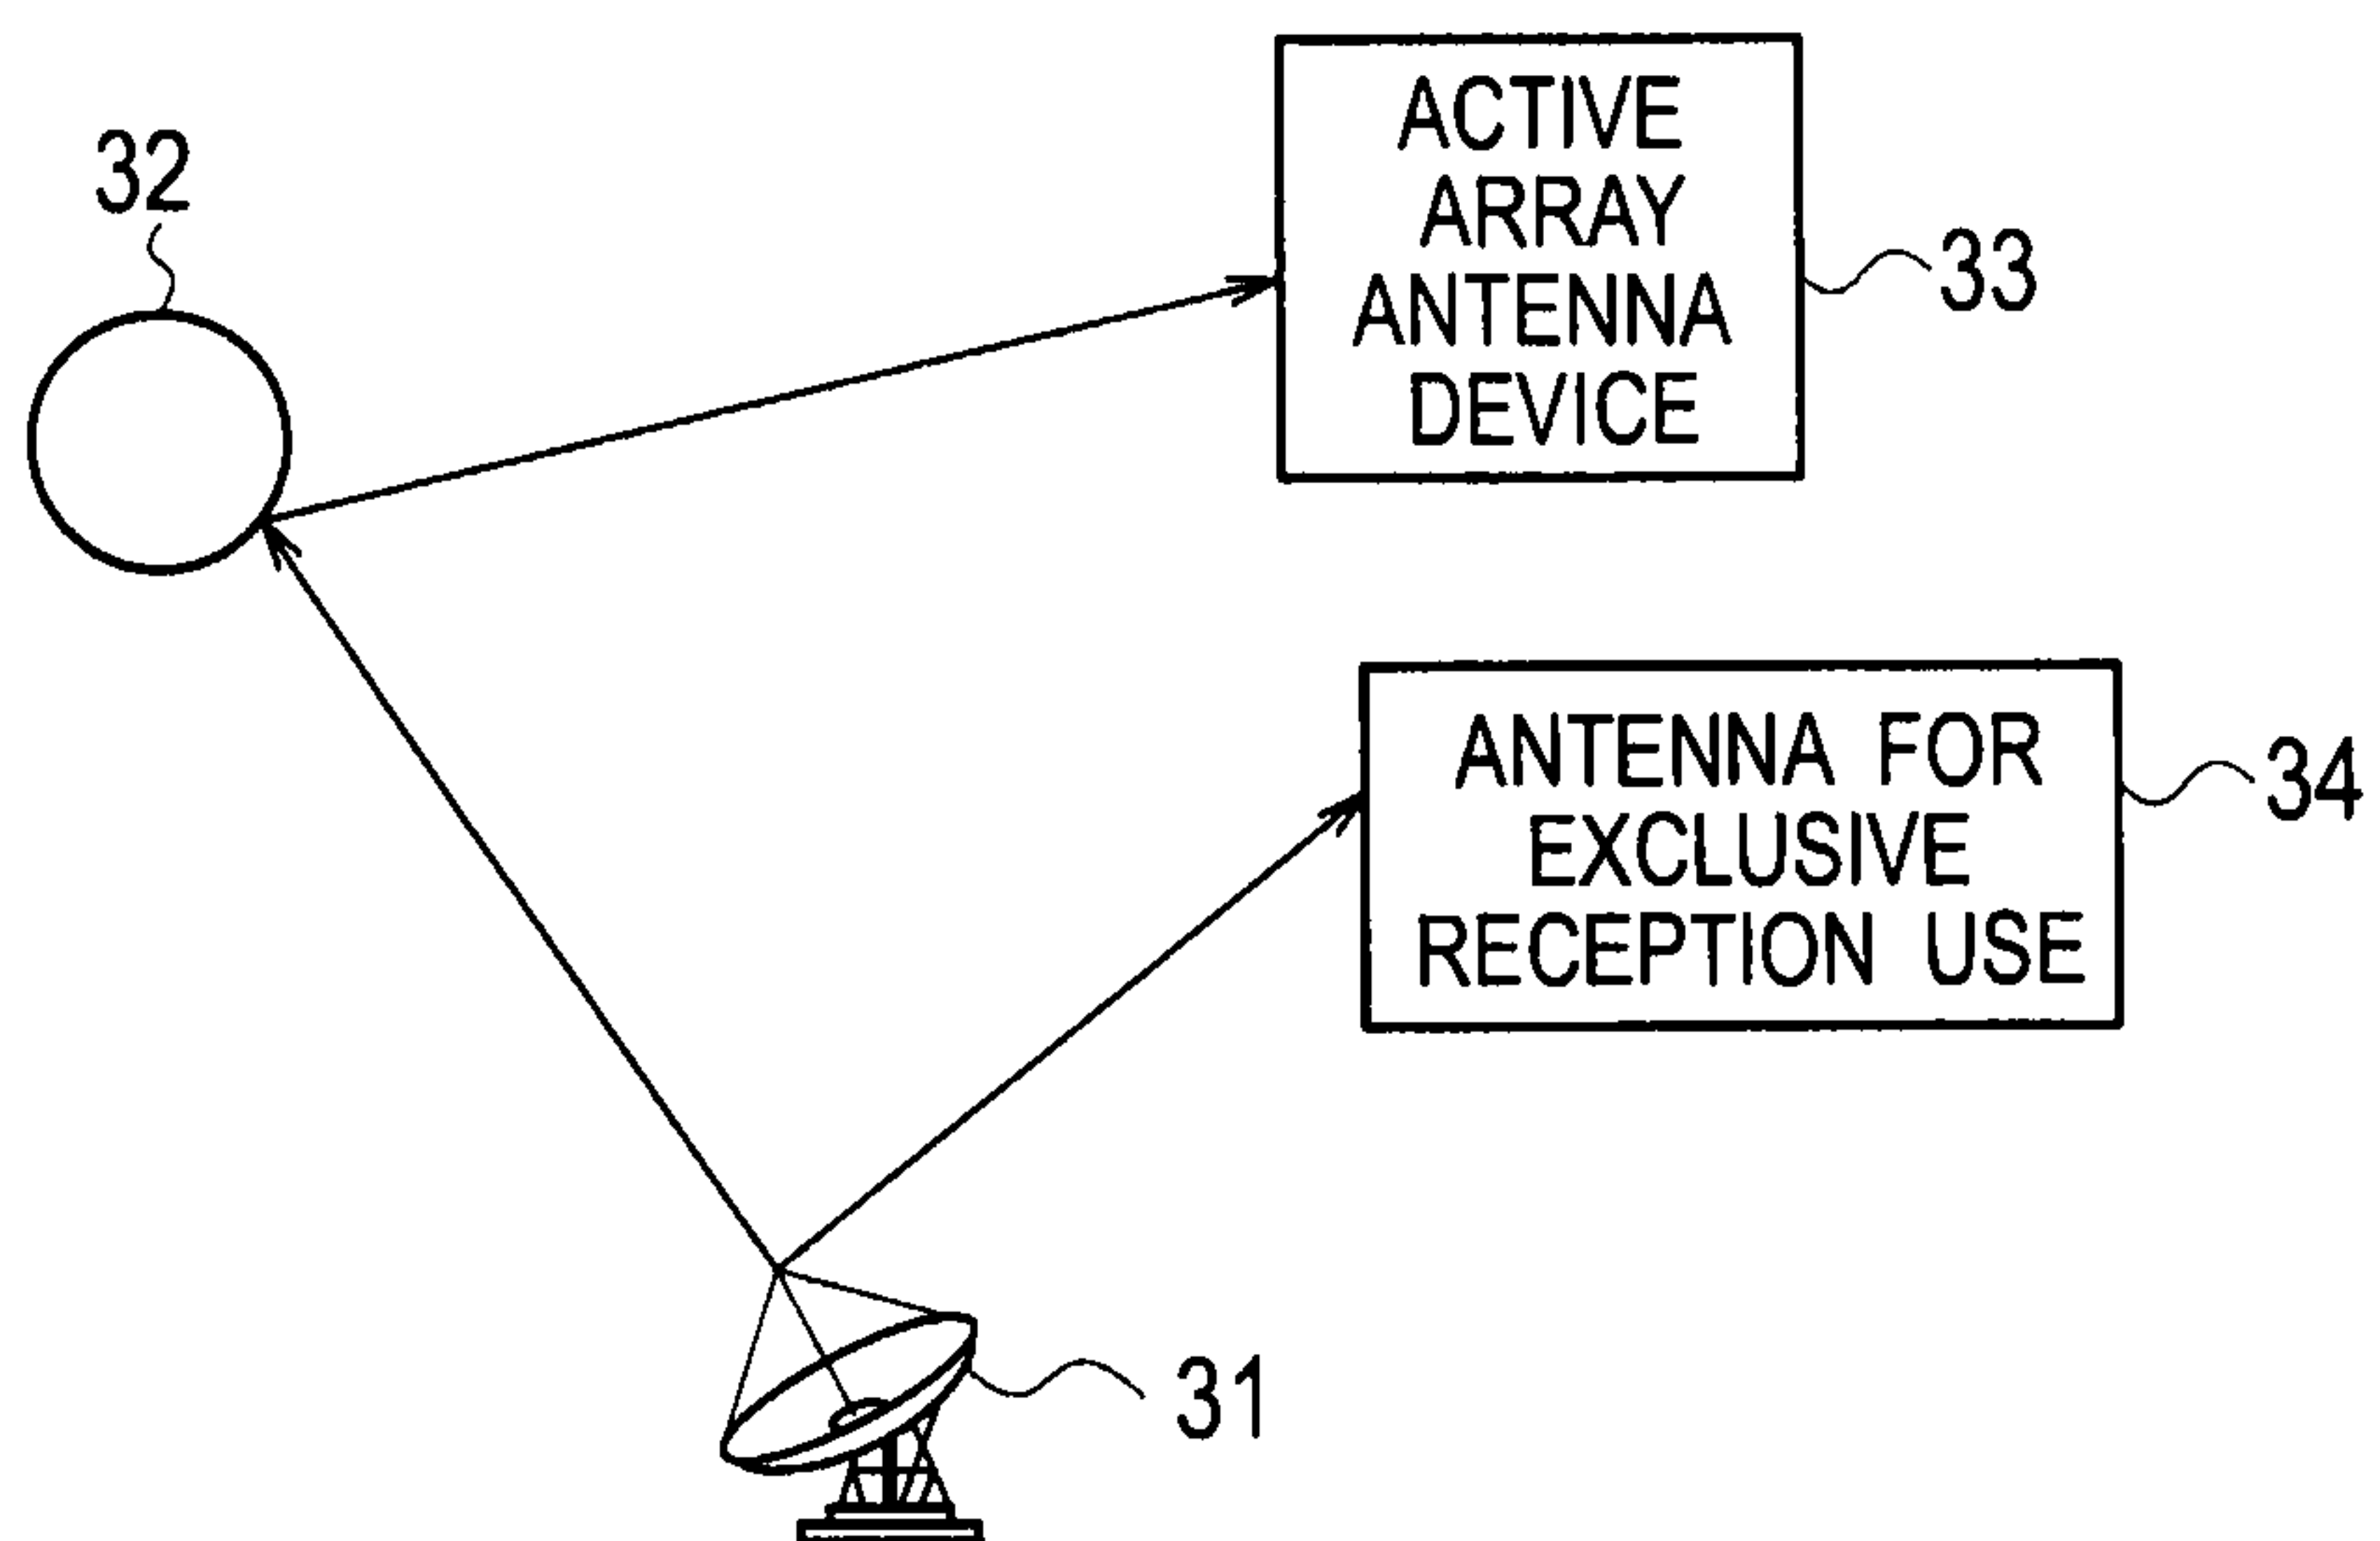 32
ACTIVE
ARRAY
ANTENNA
DEVICE
33
ANTENNA FOR
EXCLUSIVE
RECEPTION USE
34
31